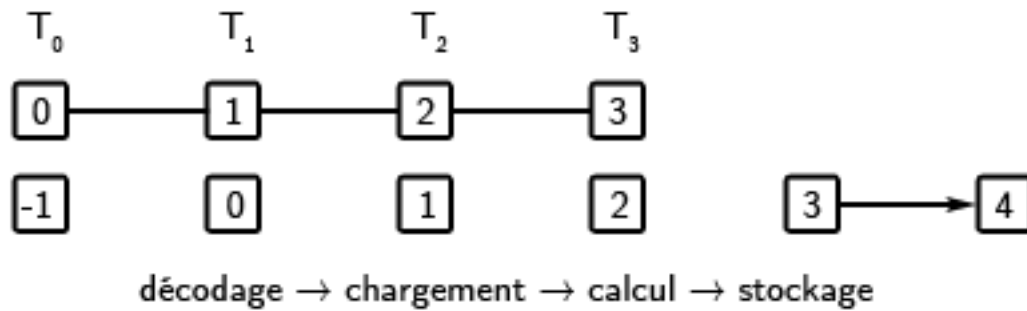 T₀ T₁ T₂ T₃
0 1 2 3
-1 0 1 2 3 4
décodage → chargement → calcul → stockage